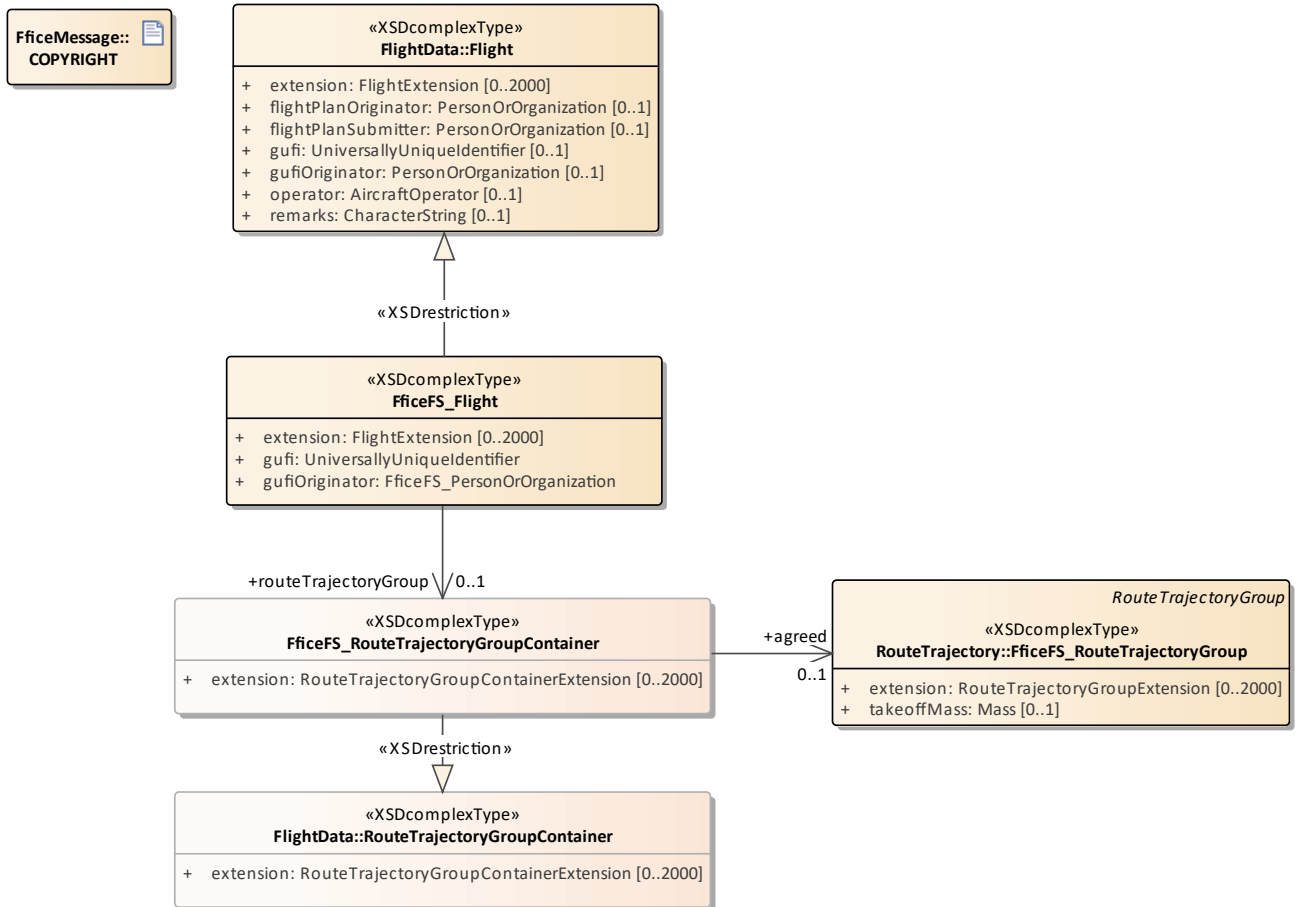 FficeMessage::
COPYRIGHT
«XSDcomplexType»
FlightData::Flight
+ extension: FlightExtension [0..2000]
+ flightPlanOriginator: PersonOrOrganization [0..1]
+ flightPlanSubmitter: PersonOrOrganization [0..1]
+ gufi: UniversallyUniqueIdentifier [0..1]
+ gufiOriginator: PersonOrOrganization [0..1]
+ operator: AircraftOperator [0..1]
+ remarks: CharacterString [0..1]
«XSDrestriction»
«XSDcomplexType»
FficeFS_Flight
+ extension: FlightExtension [0..2000]
+ gufi: UniversallyUniqueIdentifier
+ gufiOriginator: FficeFS_PersonOrOrganization
+routeTrajectoryGroup 0..1
«XSDcomplexType»
FficeFS_RouteTrajectoryGroupContainer
+ extension: RouteTrajectoryGroupContainerExtension [0..2000]
+agreed
0..1
RouteTrajectoryGroup
«XSDcomplexType»
RouteTrajectory::FficeFS_RouteTrajectoryGroup
+ extension: RouteTrajectoryGroupExtension [0..2000]
+ takeoffMass: Mass [0..1]
«XSDrestriction»
«XSDcomplexType»
FlightData::RouteTrajectoryGroupContainer
+ extension: RouteTrajectoryGroupContainerExtension [0..2000]